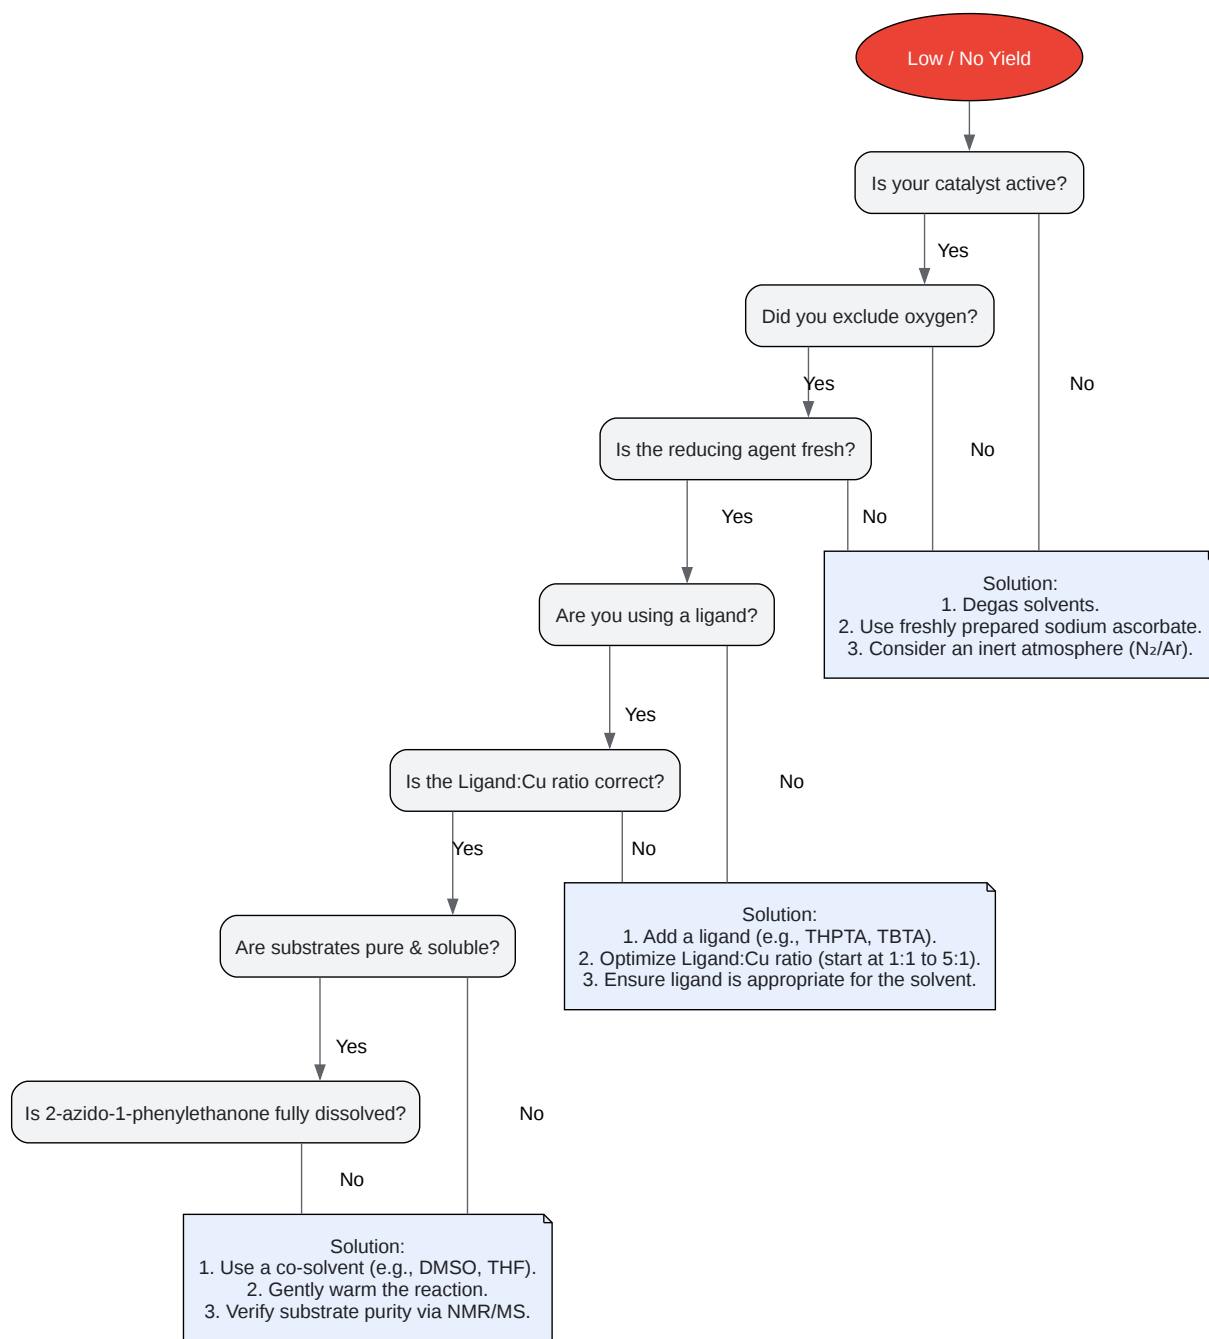 Low / No Yield
Is your catalyst active?
Yes
Did you exclude oxygen?
Yes
No
Is the reducing agent fresh?
No
Yes
No
Solution:
1. Degas solvents.
2. Use freshly prepared sodium ascorbate.
3. Consider an inert atmosphere (N₂/Ar).
Are you using a ligand?
Yes
Is the Ligand:Cu ratio correct?
No
Yes
No
Solution:
1. Add a ligand (e.g., THPTA, TBTA).
2. Optimize Ligand:Cu ratio (start at 1:1 to 5:1).
3. Ensure ligand is appropriate for the solvent.
Are substrates pure & soluble?
Yes
Is 2-azido-1-phenylethanone fully dissolved?
No
No
Solution:
1. Use a co-solvent (e.g., DMSO, THF).
2. Gently warm the reaction.
3. Verify substrate purity via NMR/MS.